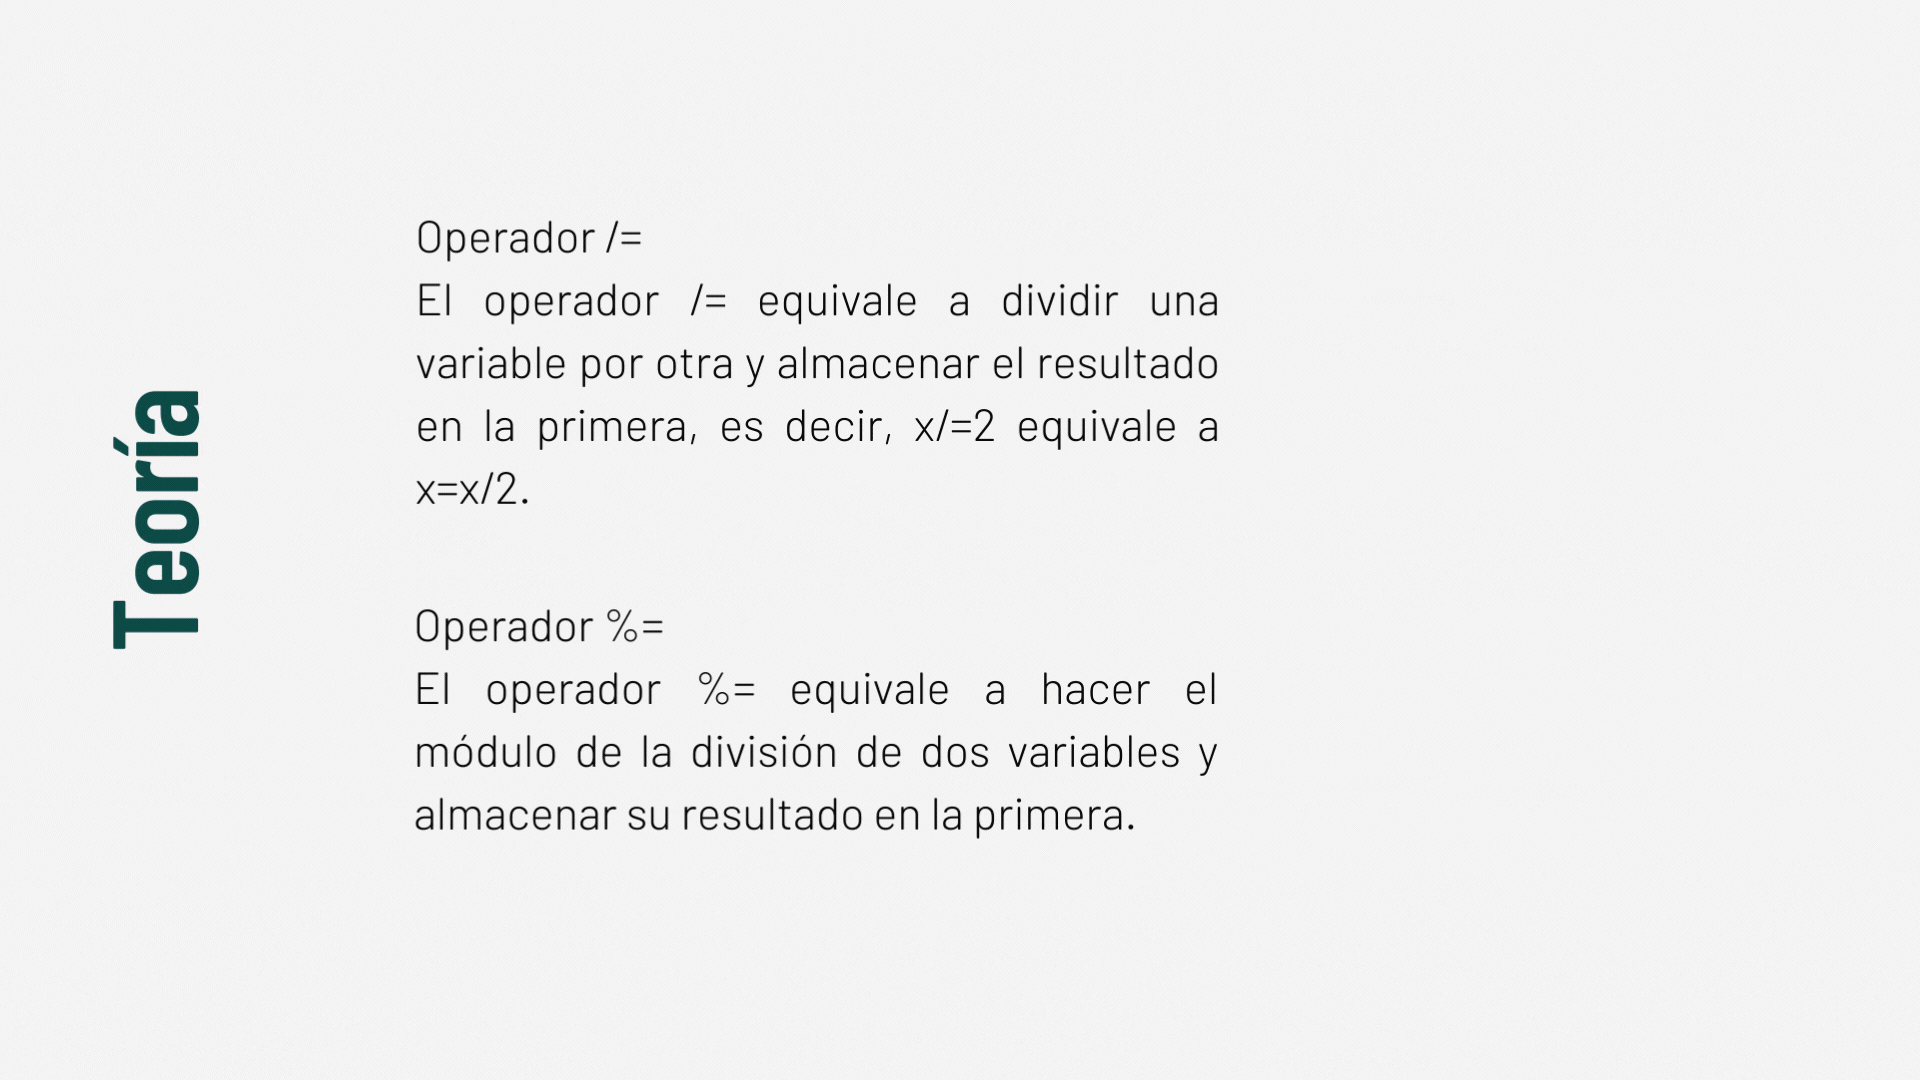 Teoría
Operador /=
El operador /= equivale a dividir una
variable por otra y almacenar el resultado
en la primera, es decir, x/=2 equivale a
x=x/2.
Operador %=
El operador %= equivale a hacer el
módulo de la división de dos variables y
almacenar su resultado en la primera.